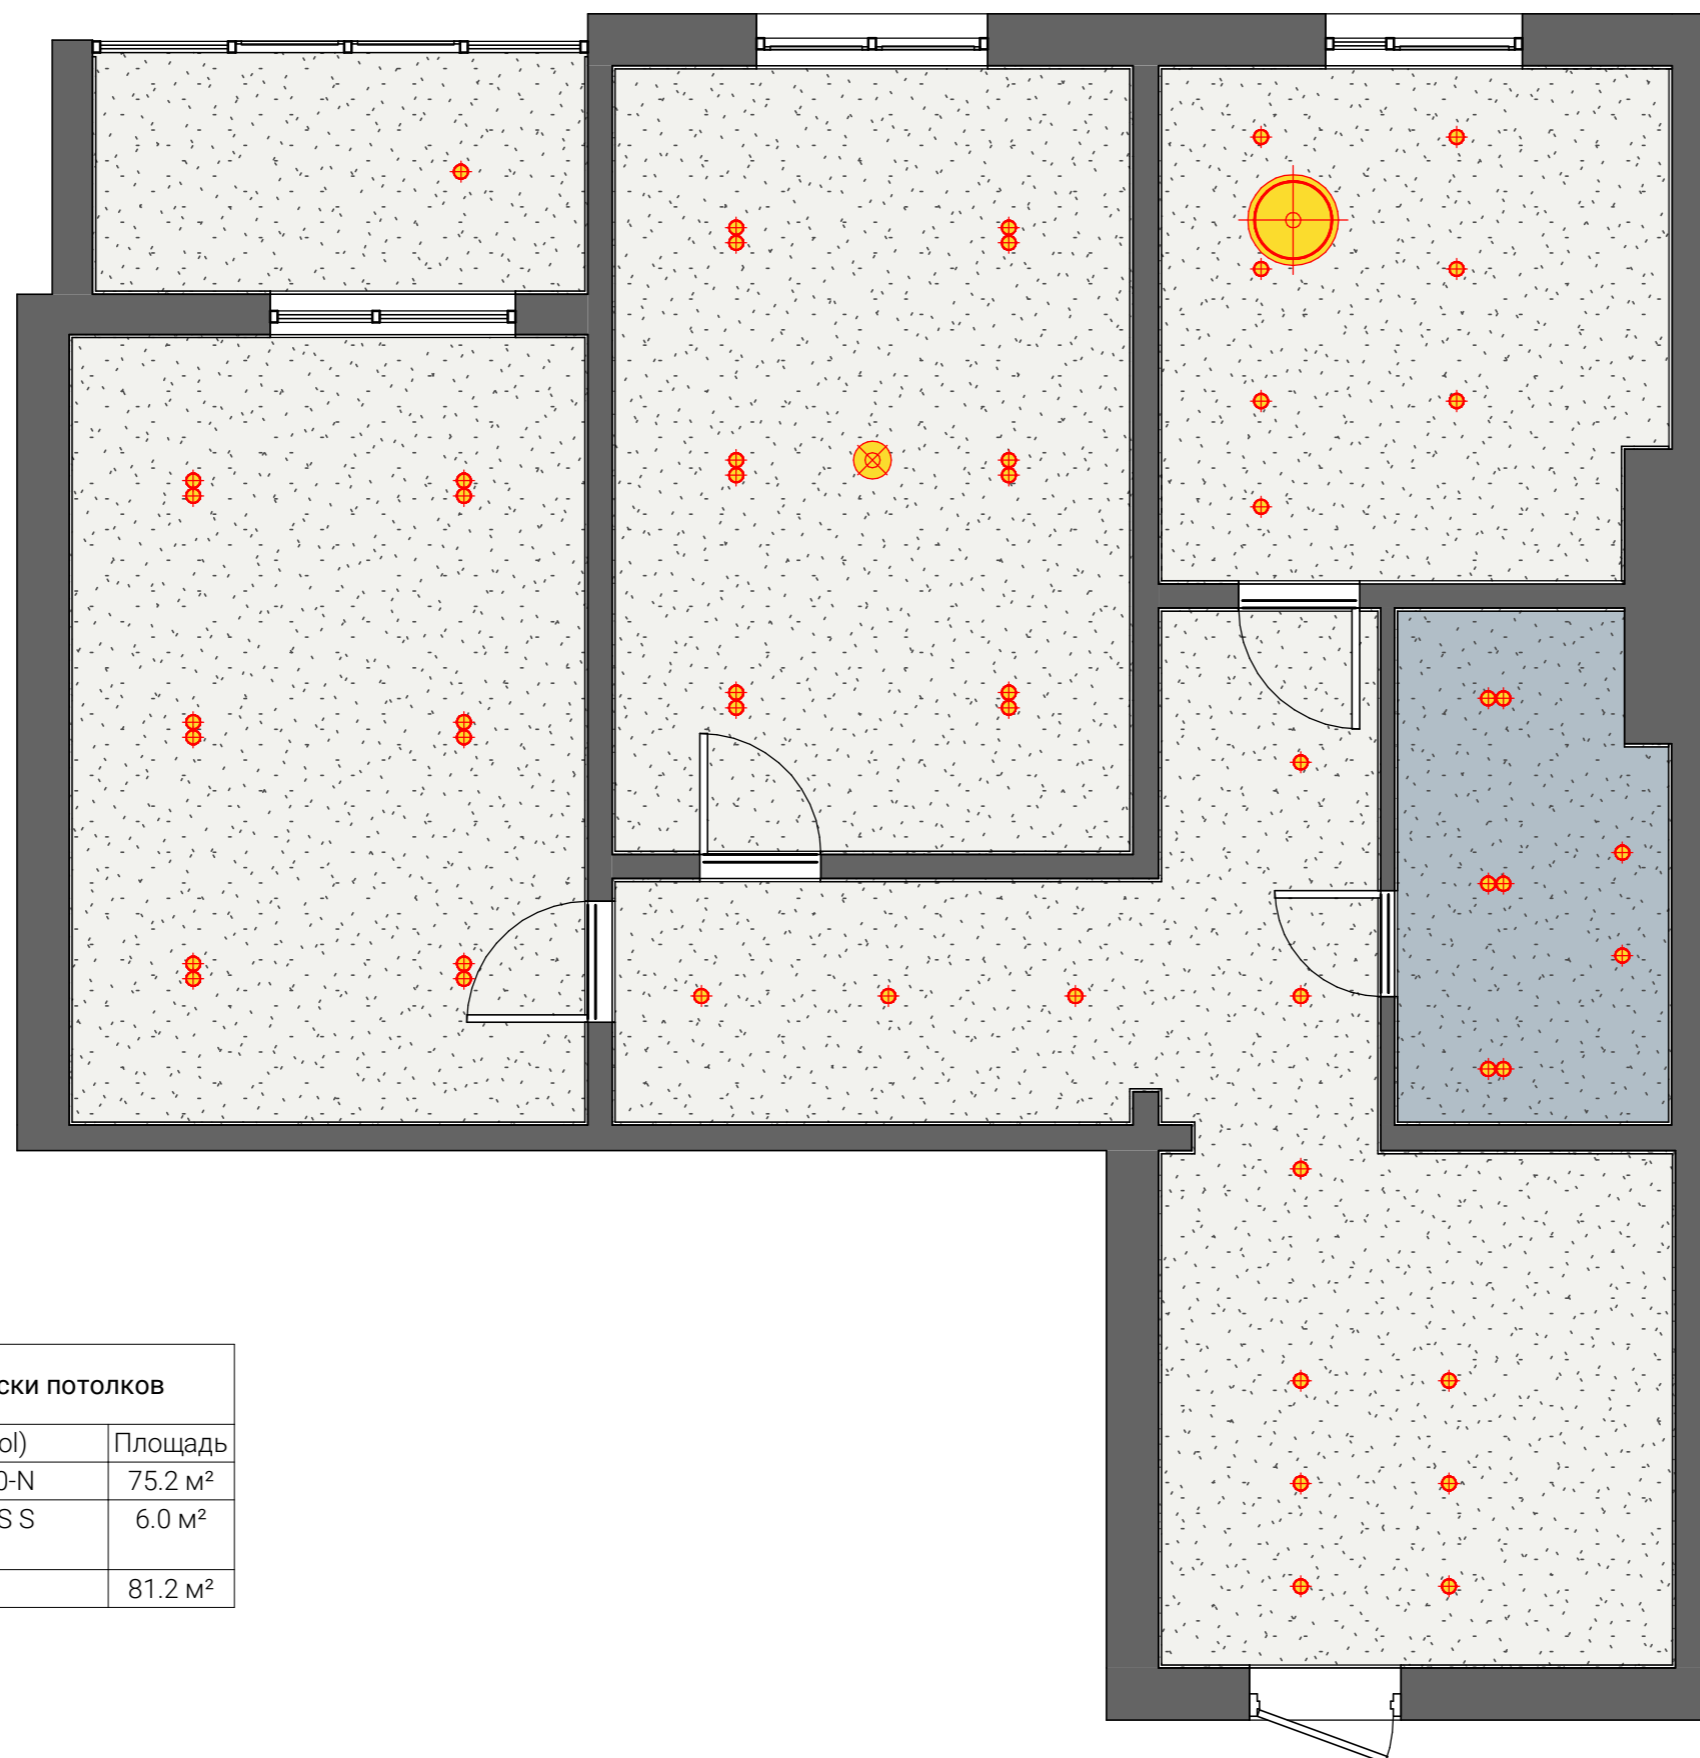 ски потолков
ol) Площадь
0-N 75.2 м²
S S 6.0 м²
81.2 м²